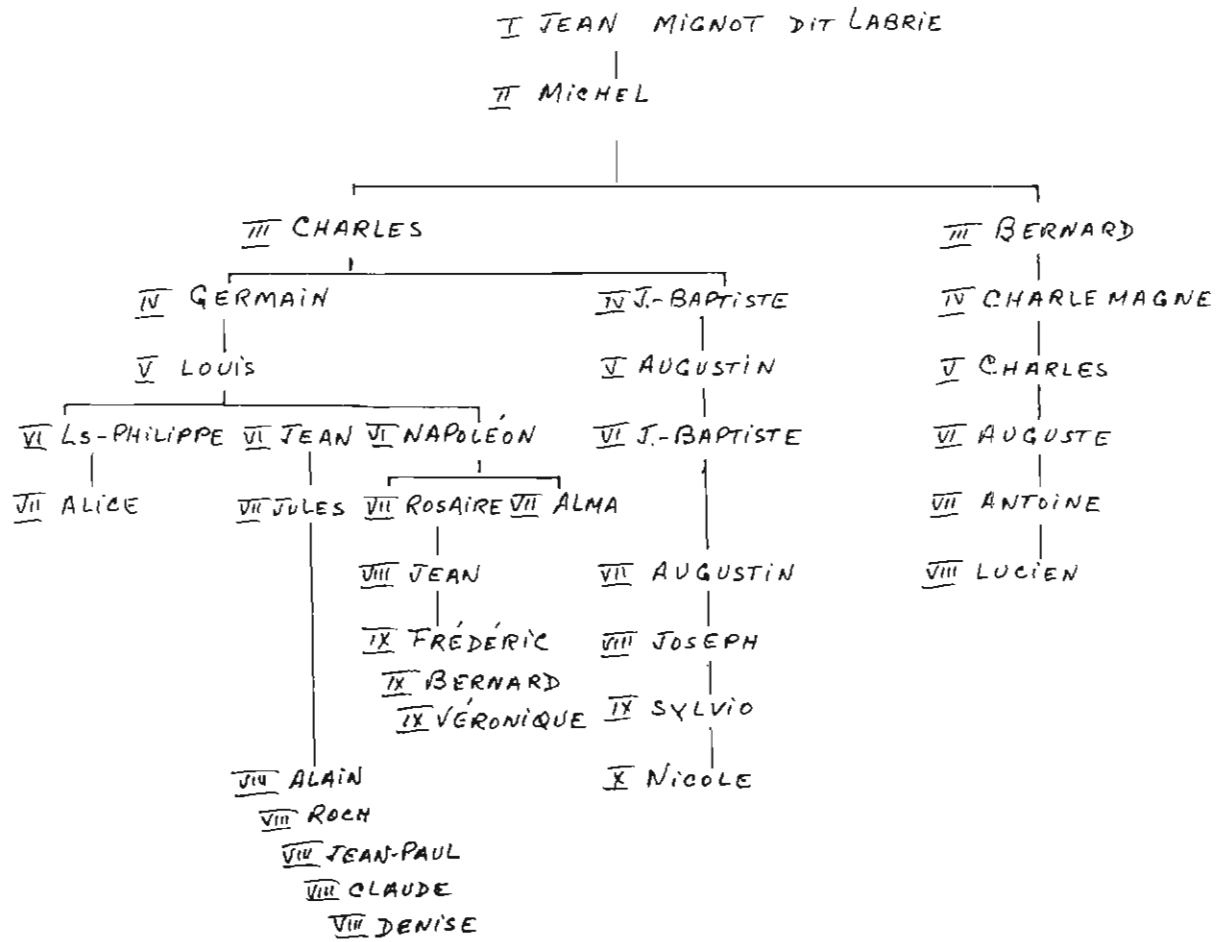 I JEAN MIGNOT DIT LABRIE
II MICHEL
III CHARLES III BERNARD
IV GERMAIN IV J.-BAPTISTE IV CHARLEMAGNE
V LOUIS V AUGUSTIN V CHARLES
VI LS-PHILIPPE VI JEAN VI NAPOLÉON VI J.-BAPTISTE VI AUGUSTE
VII ALICE VII JULES VII ROSAIRE VII ALMA VII ANTOINE
VIII JEAN VII AUGUSTIN VIII LUCIEN
IX FRÉDÉRIC VIII JOSEPH
IX BERNARD
IX VÉRONIQUE IX SYLVIO
VIII ALAIN X NICOLE
VIII ROCH
VIII JEAN-PAUL
VIII CLAUDE
VIII DENISE